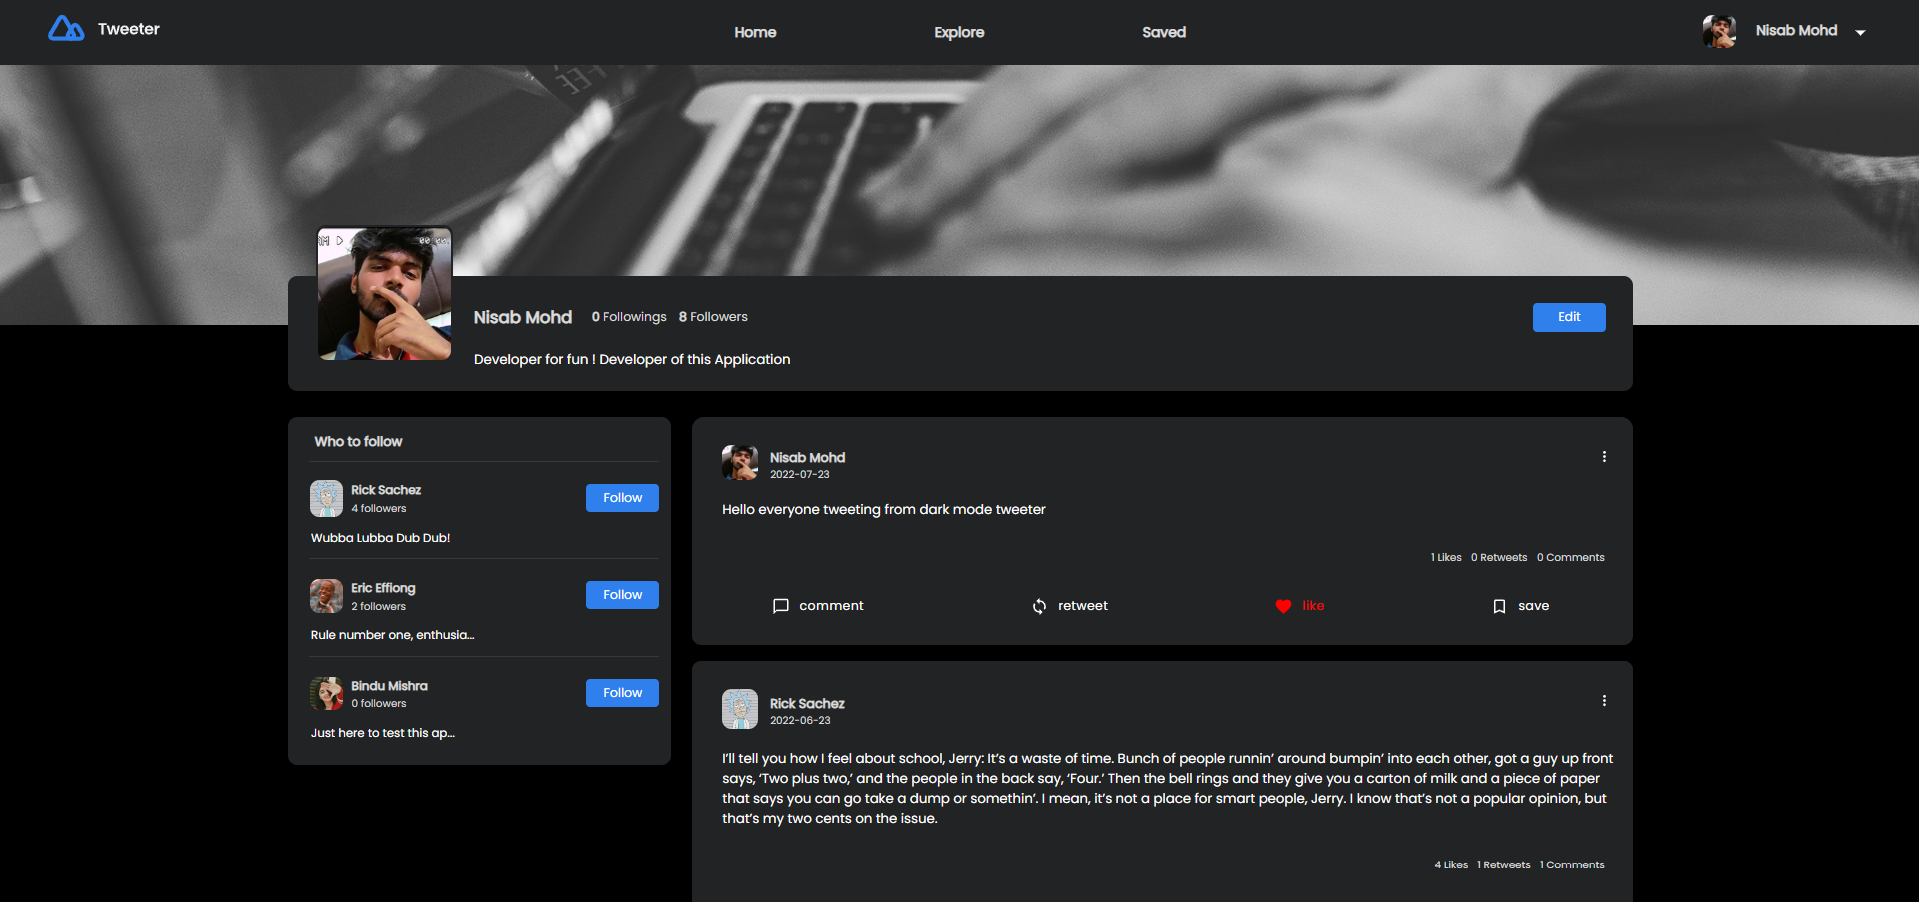 Tweeter
Home
Explore
Saved
Nisab Mohd
Nisab Mohd
0 Followings
8 Followers
Edit
Developer for fun ! Developer of this Application
Who to follow
Rick Sachez
4 followers
Follow
Wubba Lubba Dub Dub!
Eric Effiong
2 followers
Follow
Rule number one, enthusia...
Bindu Mishra
0 followers
Follow
Just here to test this ap...
Nisab Mohd
2022-07-23
Hello everyone tweeting from dark mode tweeter
1 Likes 0 Retweets 0 Comments
comment
retweet
like
save
Rick Sachez
2022-06-23
I’ll tell you how I feel about school, Jerry: It’s a waste of time. Bunch of people runnin’ around bumpin’ into each other, got a guy up front
says, ‘Two plus two,’ and the people in the back say, ‘Four.’ Then the bell rings and they give you a carton of milk and a piece of paper
that says you can go take a dump or somethin’. I mean, it’s not a place for smart people, Jerry. I know that’s not a popular opinion, but
that’s my two cents on the issue.
4 Likes 1 Retweets 1 Comments